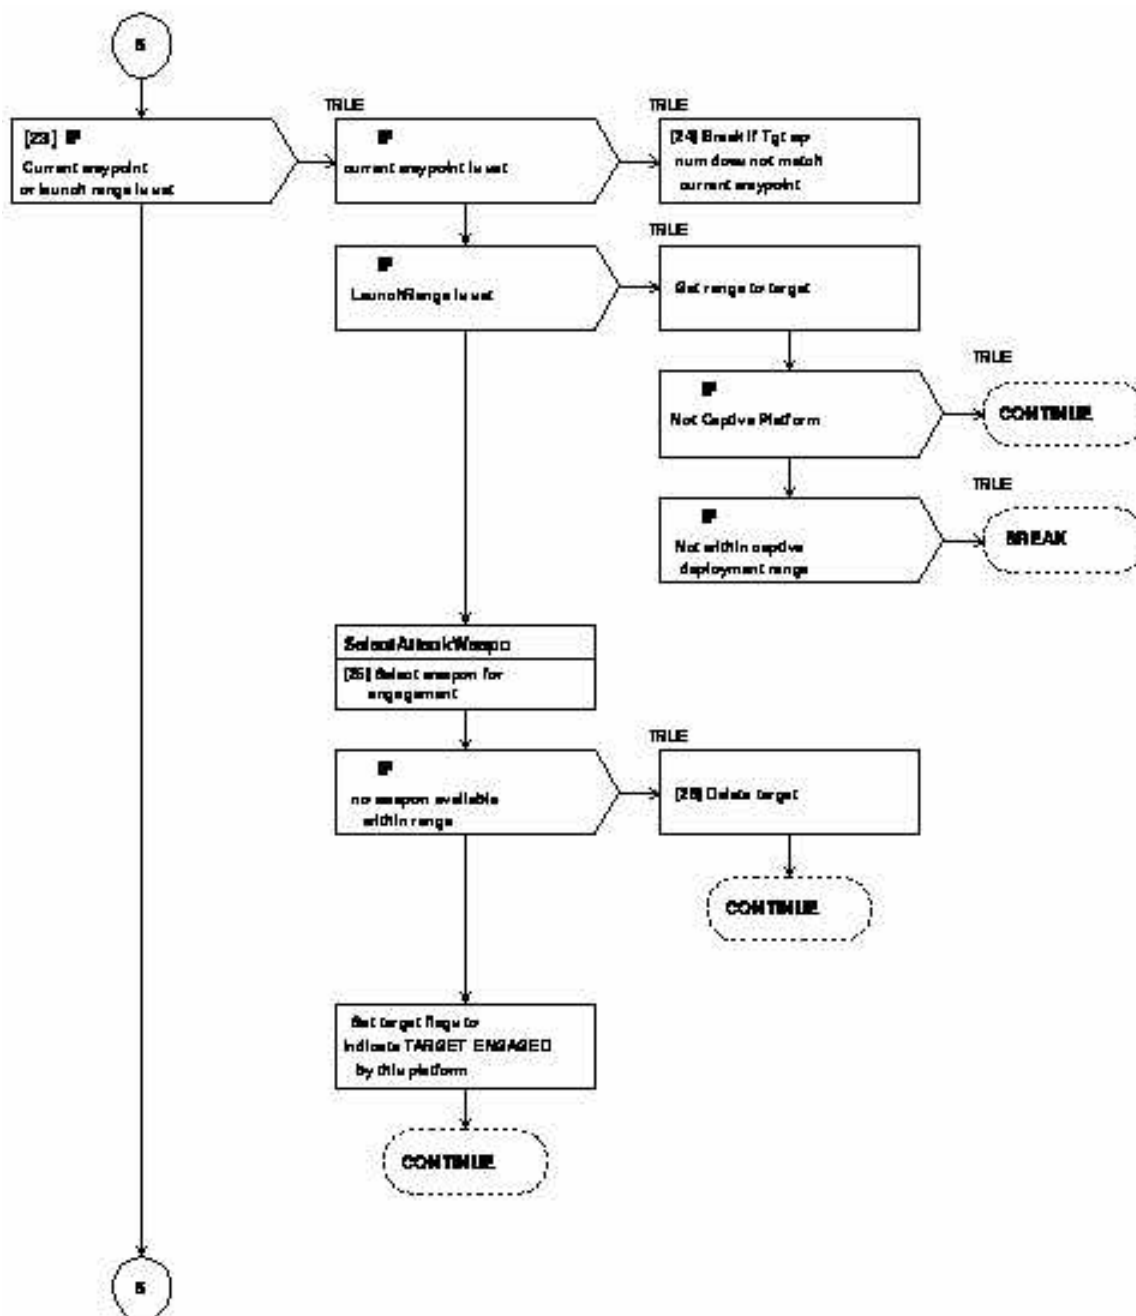 5
TRUE
TRUE
[23] IF
Current waypoint
or launch range is set
IF
current waypoint is set
[24] Break if Tgt wp
num does not match
current waypoint
TRUE
IF
LaunchRange is set
Get range to target
TRUE
IF
Not Captive Platform
CONTINUE
TRUE
IF
Not within captive
deployment range
BREAK
SelectAttackWeapo
[25] Select weapon for
engagement
TRUE
IF
no weapon available
within range
Delete target
CONTINUE
Set target flags to
indicate TARGET ENGAGED
by this platform
CONTINUE